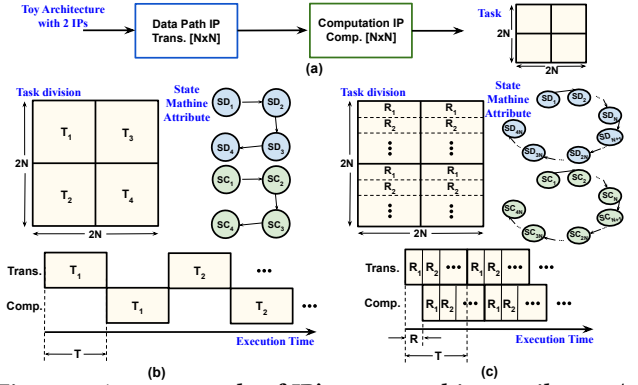 Toy Architecture
with 2 IPs
Data Path IP
Trans. [NxN]
Computation IP
Comp. [NxN]
Task
2N
2N
(a)
Task division
State
Mathine
Attribute
T1
T3
T2
T4
2N
2N
SD1
SD2
SD4
SD3
SC1
SC2
SC4
SC3
Trans.
T1
T2
•••
Comp.
T1
T2
•••
Execution Time
T
(b)
Task division
State
Mathine
Attribute
R1
R1
R2
R2
R1
R1
R2
R2
2N
2N
SD1
SD2
SDN
SDN+1
SD2N
SD3N
SD4N
SC1
SC2
SCN
SCN+1
SC2N
SC3N
SC4N
Trans.
R1 R2 ••• R1 R2 ••• •••
Comp.
R1 R2 ••• R1 R2 ••• •••
R
T
Execution Time
(c)